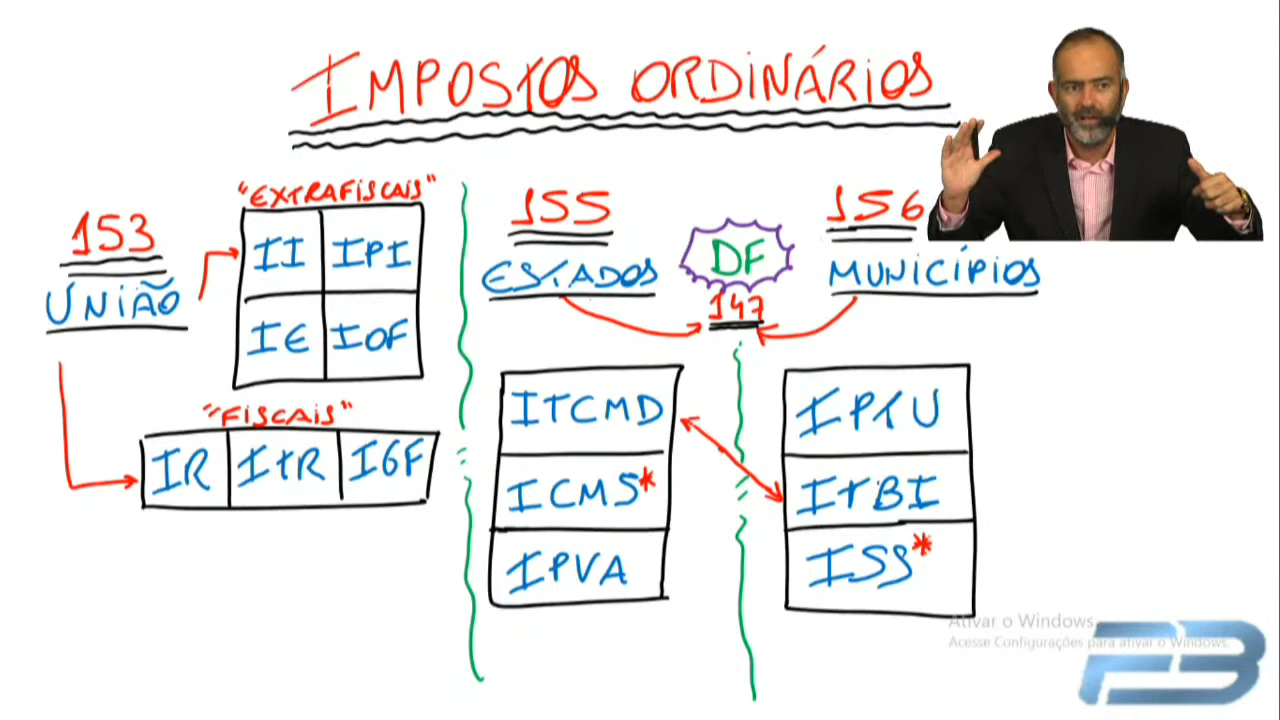 IMPOSTOS ORDINÁRIOS
153
UNIÃO
"EXTRAFISCAIS"
II IPI
IE IOF
"FISCAIS"
IR ITR IGF
155
ESTADOS
DF
147
156
MUNICÍPIOS
ITCMD
ICMS*
IPVA
IPTU
ITBI
ISS*
Ativar o Windows
Acesse Configurações para ativar o Windows.
PB